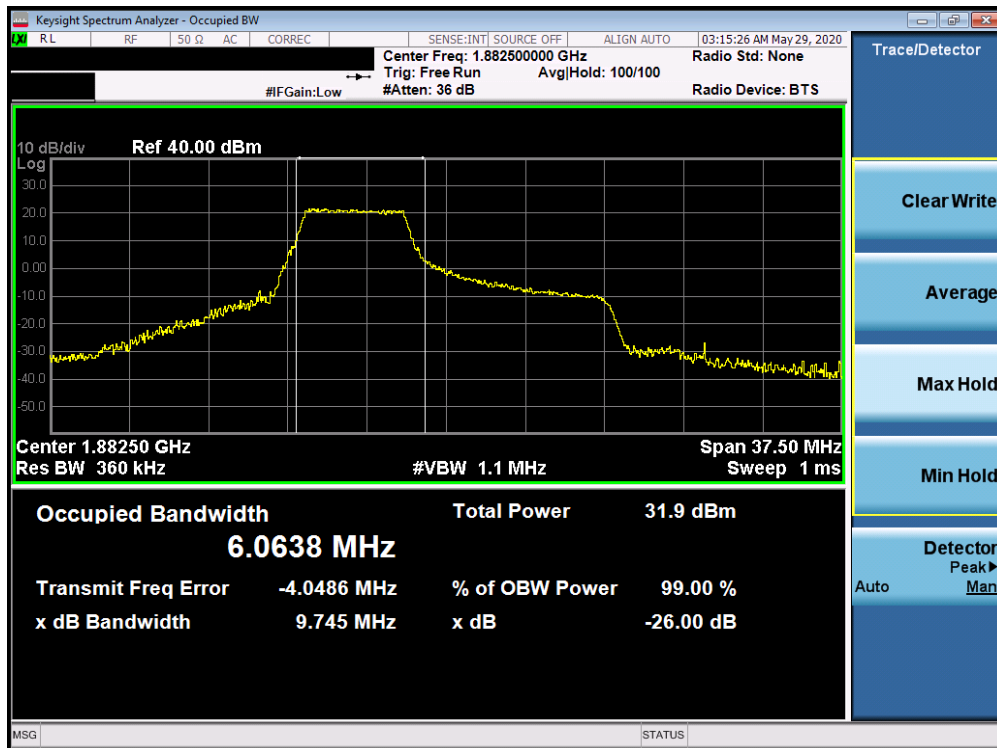 Keysight Spectrum Analyzer - Occupied BW
LXI RL RF 50 Ω AC CORREC SENSE:INT SOURCE OFF ALIGN AUTO 03:15:26 AM May 29, 2020
Center Freq: 1.882500000 GHz Radio Std: None
Trig: Free Run Avg|Hold: 100/100
#IFGain:Low #Atten: 36 dB Radio Device: BTS
Trace/Detector
10 dB/div Ref 40.00 dBm
Log
30.0
20.0
10.0
0.00
-10.0
-20.0
-30.0
-40.0
-50.0
Center 1.88250 GHz Span 37.50 MHz
Res BW 360 kHz #VBW 1.1 MHz Sweep 1 ms
Occupied Bandwidth Total Power 31.9 dBm
6.0638 MHz
Transmit Freq Error -4.0486 MHz % of OBW Power 99.00 %
x dB Bandwidth 9.745 MHz x dB -26.00 dB
Clear Write
Average
Max Hold
Min Hold
Detector
Peak▶
Auto Man
MSG STATUS